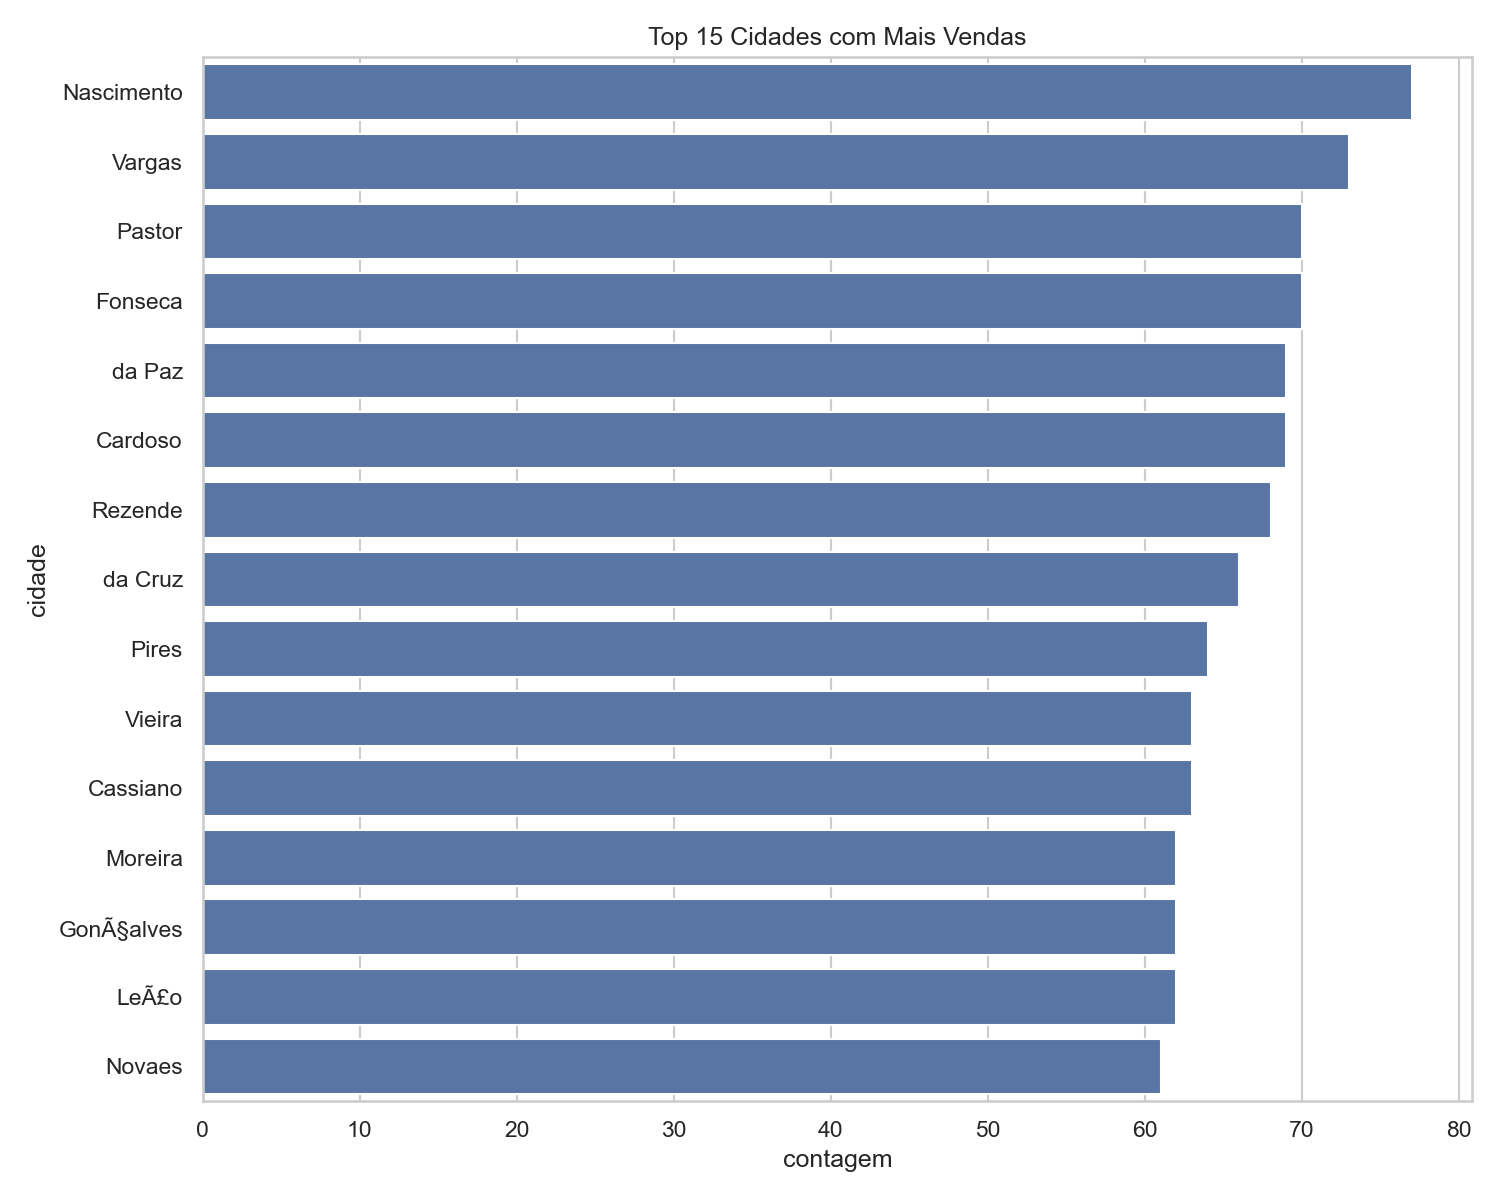 Top 15 Cidades com Mais Vendas
cidade
Nascimento
Vargas
Pastor
Fonseca
da Paz
Cardoso
Rezende
da Cruz
Pires
Vieira
Cassiano
Moreira
GonÃ§alves
LeÃ£o
Novaes
0 10 20 30 40 50 60 70 80
contagem